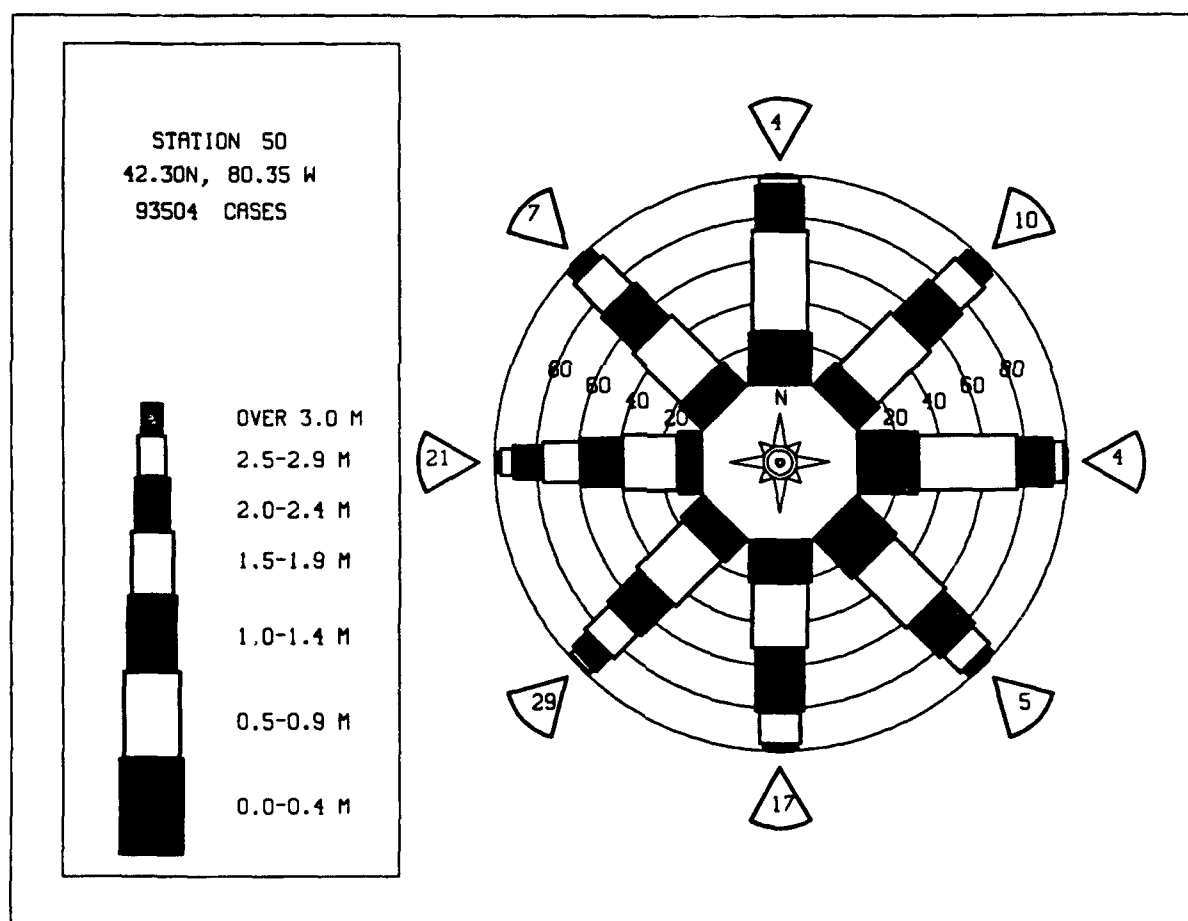 STATION 50
42.30N, 80.35 W
93504 CASES
OVER 3.0 M
2.5-2.9 M
2.0-2.4 M
1.5-1.9 M
1.0-1.4 M
0.5-0.9 M
0.0-0.4 M
4
7
10
80
60
40
20
N
20
40
60
80
21
4
29
5
17